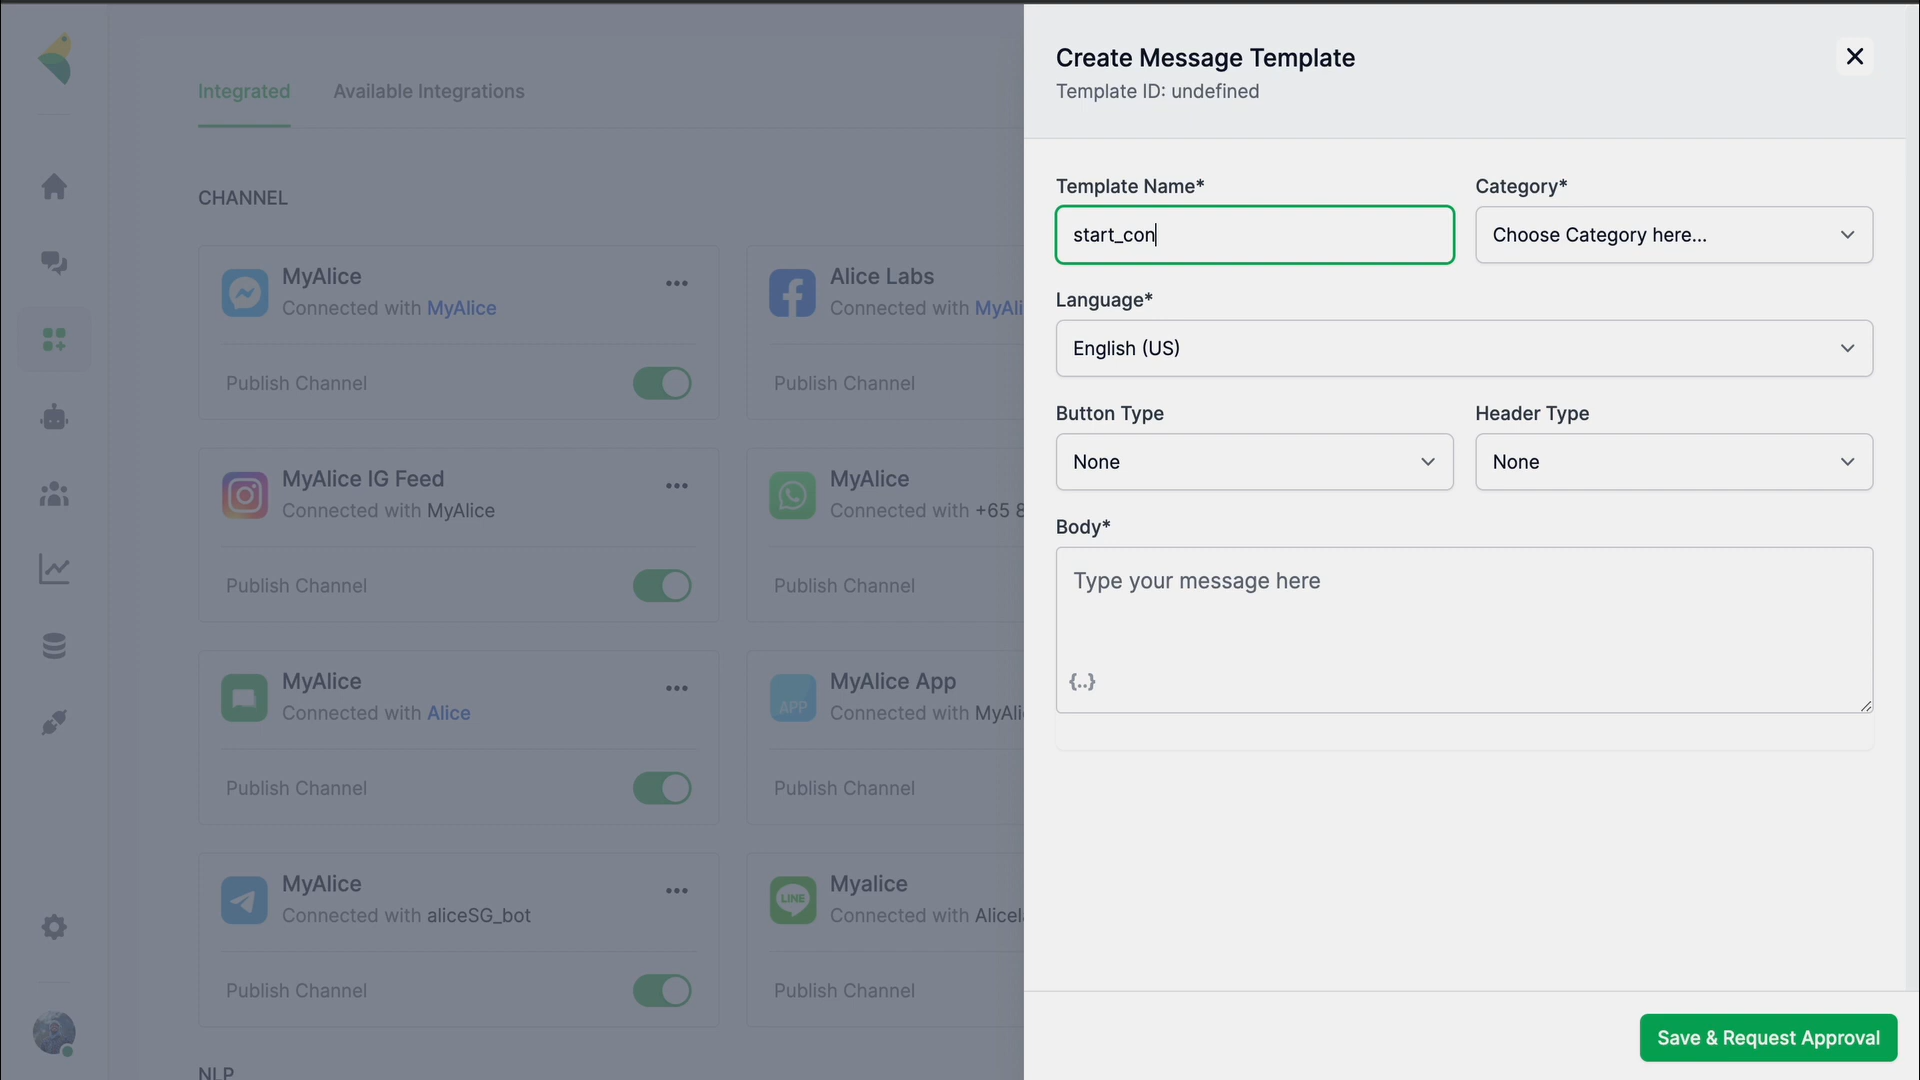 Integrated
Available Integrations
CHANNEL
MyAlice
Connected with MyAlice
Publish Channel
Alice Labs
Connected with MyAli
Publish Channel
MyAlice IG Feed
Connected with MyAlice
Publish Channel
MyAlice
Connected with +65 8
Publish Channel
MyAlice
Connected with Alice
Publish Channel
APP
MyAlice App
Connected with MyAli
Publish Channel
MyAlice
Connected with aliceSG_bot
Publish Channel
LINE
Myalice
Connected with Alicel
Publish Channel
NLP
Create Message Template
Template ID: undefined
Template Name*
start_con
Category*
Choose Category here...
Language*
English (US)
Button Type
None
Header Type
None
Body*
Type your message here
{..}
Save & Request Approval